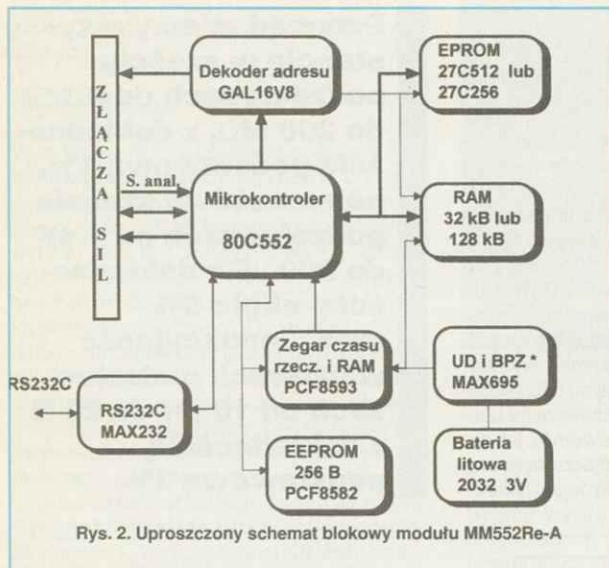 ZŁĄCZA SIL
Dekoder adresu
GAL16V8
EPROM
27C512 lub
27C256
S. anal.
Mikrokontroler
80C552
RAM
32 kB lub
128 kB
Zegar czasu
rzecz. i RAM
PCF8593
UD i BPZ *
MAX695
RS232C
RS232C
MAX232
EEPROM
256 B
PCF8582
Bateria
litowa
2032 3V
Rys. 2. Uproszczony schemat blokowy modułu MM552Re-A